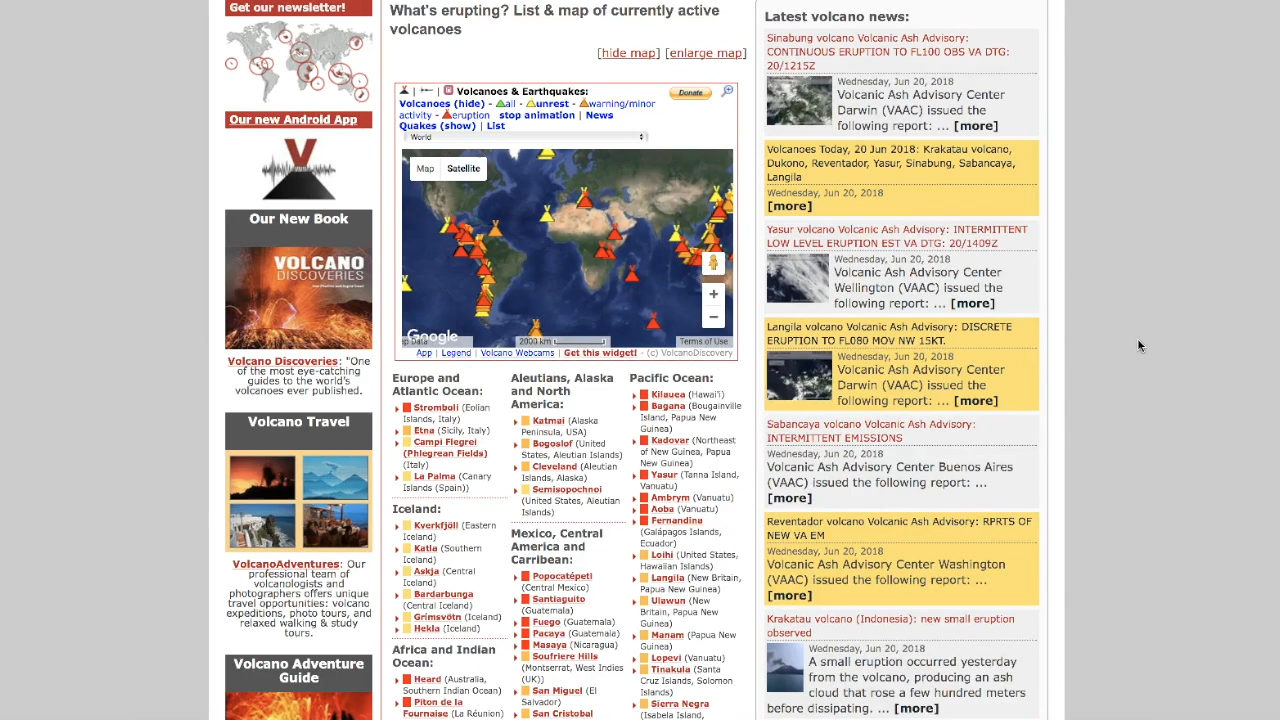 Get our newsletter!
Our new Android App
Our New Book
VOLCANO
DISCOVERIES
Volcano Discoveries: "One
of the most eye-catching
guides to the world's
volcanoes ever published.
Volcano Travel
VolcanoAdventures: Our
professional team of
volcanologists and
photographers offers unique
travel opportunities: volcano
expeditions, photo tours, and
relaxed walking & study
tours.
Volcano Adventure
Guide
What's erupting? List & map of currently active
volcanoes
[hide map] [enlarge map]
Volcanoes & Earthquakes:
Donate
Volcanoes (hide) - all - unrest - warning/minor
activity - eruption stop animation | News
Quakes (show) | List
World
Map Satellite
Google
ap Data 2000 km Terms of Use
App | Legend | Volcano Webcams | Get this widget! - (c) VolcanoDiscovery
Europe and
Atlantic Ocean:
Stromboli (Eolian
Islands, Italy)
Etna (Sicily, Italy)
Campi Flegrei
(Phlegrean Fields)
(Italy)
La Palma (Canary
Islands (Spain))
Iceland:
Kverkfjöll (Eastern
Iceland)
Katla (Southern
Iceland)
Askja (Central
Iceland)
Bardarbunga
(Central Iceland)
Grímsvötn (Iceland)
Hekla (Iceland)
Africa and Indian
Ocean:
Heard (Australia,
Southern Indian Ocean)
Piton de la
Fournaise (La Réunion)
Aleutians, Alaska
and North
America:
Katmai (Alaska
Peninsula, USA)
Bogoslof (United
States, Aleutian Islands)
Cleveland (Aleutian
Islands, Alaska)
Semisopochnoi
(United States, Aleutian
Islands)
Mexico, Central
America and
Carribean:
Popocatépetl
(Central Mexico)
Santiaguito
(Guatemala)
Fuego (Guatemala)
Pacaya (Guatemala)
Masaya (Nicaragua)
Soufriere Hills
(Montserrat, West Indies
(UK))
San Miguel (El
Salvador)
San Cristobal
Pacific Ocean:
Kilauea (Hawai'i)
Bagana (Bougainville
Island, Papua New
Guinea)
Kadovar (Northeast
of New Guinea, Papua
New Guinea)
Yasur (Tanna Island,
Vanuatu)
Ambrym (Vanuatu)
Aoba (Vanuatu)
Fernandina
(Galápagos Islands,
Ecuador)
Loihi (United States,
Hawaiian Islands)
Langila (New Britain,
Papua New Guinea)
Ulawun (New
Britain, Papua New
Guinea)
Manam (Papua New
Guinea)
Lopevi (Vanuatu)
Tinakula (Santa
Cruz Islands, Solomon
Islands)
Sierra Negra
(Isabela Island,
Latest volcano news:
Sinabung volcano Volcanic Ash Advisory:
CONTINUOUS ERUPTION TO FL100 OBS VA DTG:
20/1215Z
Wednesday, Jun 20, 2018
Volcanic Ash Advisory Center
Darwin (VAAC) issued the
following report: ... [more]
Volcanoes Today, 20 Jun 2018: Krakatau volcano,
Dukono, Reventador, Yasur, Sinabung, Sabancaya,
Langila
Wednesday, Jun 20, 2018
[more]
Yasur volcano Volcanic Ash Advisory: INTERMITTENT
LOW LEVEL ERUPTION EST VA DTG: 20/1409Z
Wednesday, Jun 20, 2018
Volcanic Ash Advisory Center
Wellington (VAAC) issued the
following report: ... [more]
Langila volcano Volcanic Ash Advisory: DISCRETE
ERUPTION TO FL080 MOV NW 15KT.
Wednesday, Jun 20, 2018
Volcanic Ash Advisory Center
Darwin (VAAC) issued the
following report: ... [more]
Sabancaya volcano Volcanic Ash Advisory:
INTERMITTENT EMISSIONS
Wednesday, Jun 20, 2018
Volcanic Ash Advisory Center Buenos Aires
(VAAC) issued the following report: ...
[more]
Reventador volcano Volcanic Ash Advisory: RPRTS OF
NEW VA EM
Wednesday, Jun 20, 2018
Volcanic Ash Advisory Center Washington
(VAAC) issued the following report: ...
[more]
Krakatau volcano (Indonesia): new small eruption
observed
Wednesday, Jun 20, 2018
A small eruption occurred yesterday
from the volcano, producing an ash
cloud that rose a few hundred meters
before dissipating. ... [more]